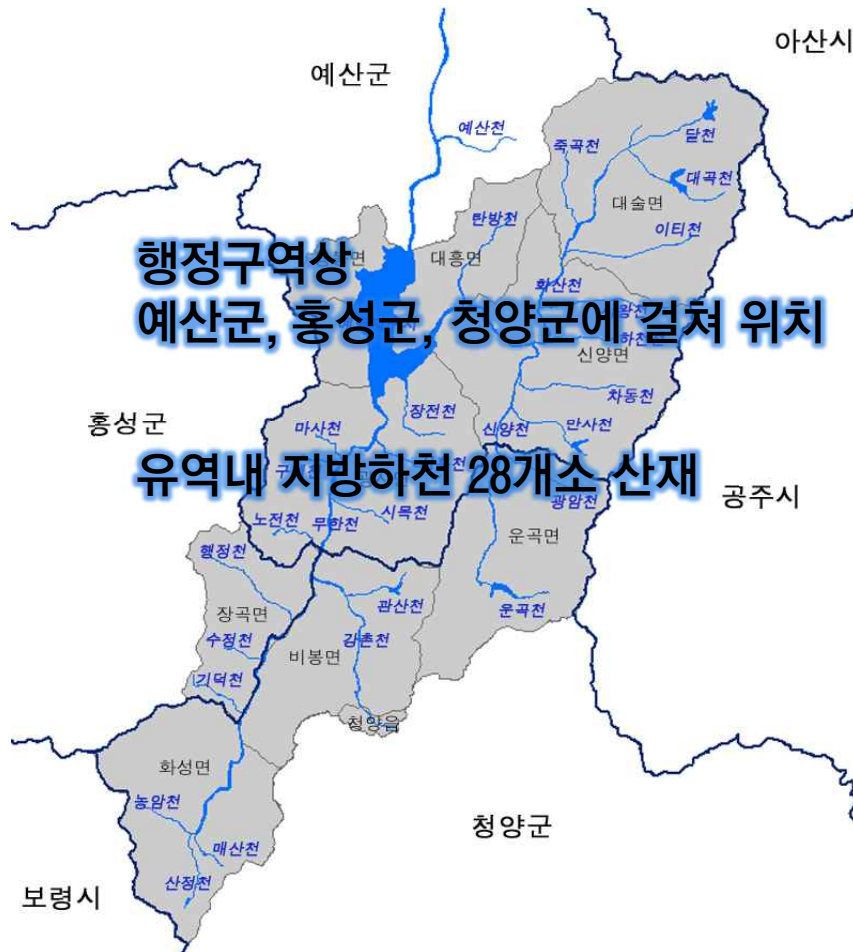 아산시
예산군
예산천
죽곡천
달천
대곡천
대술면
탄방천
이티천
면
대흥면
행정구역상
화산천
예산군, 홍성군, 청양군에 걸쳐 위치
신양면
차동천
장전천
홍성군
마사천
신양천
만사천
유역내 지방하천 28개소 산재
공주시
광암천
시목천
노전천
무한천
운곡면
행정천
관산천
운곡천
장곡면
수정천
강촌천
비봉면
기덕천
청양읍
화성면
농암천
청양군
매산천
산정천
보령시